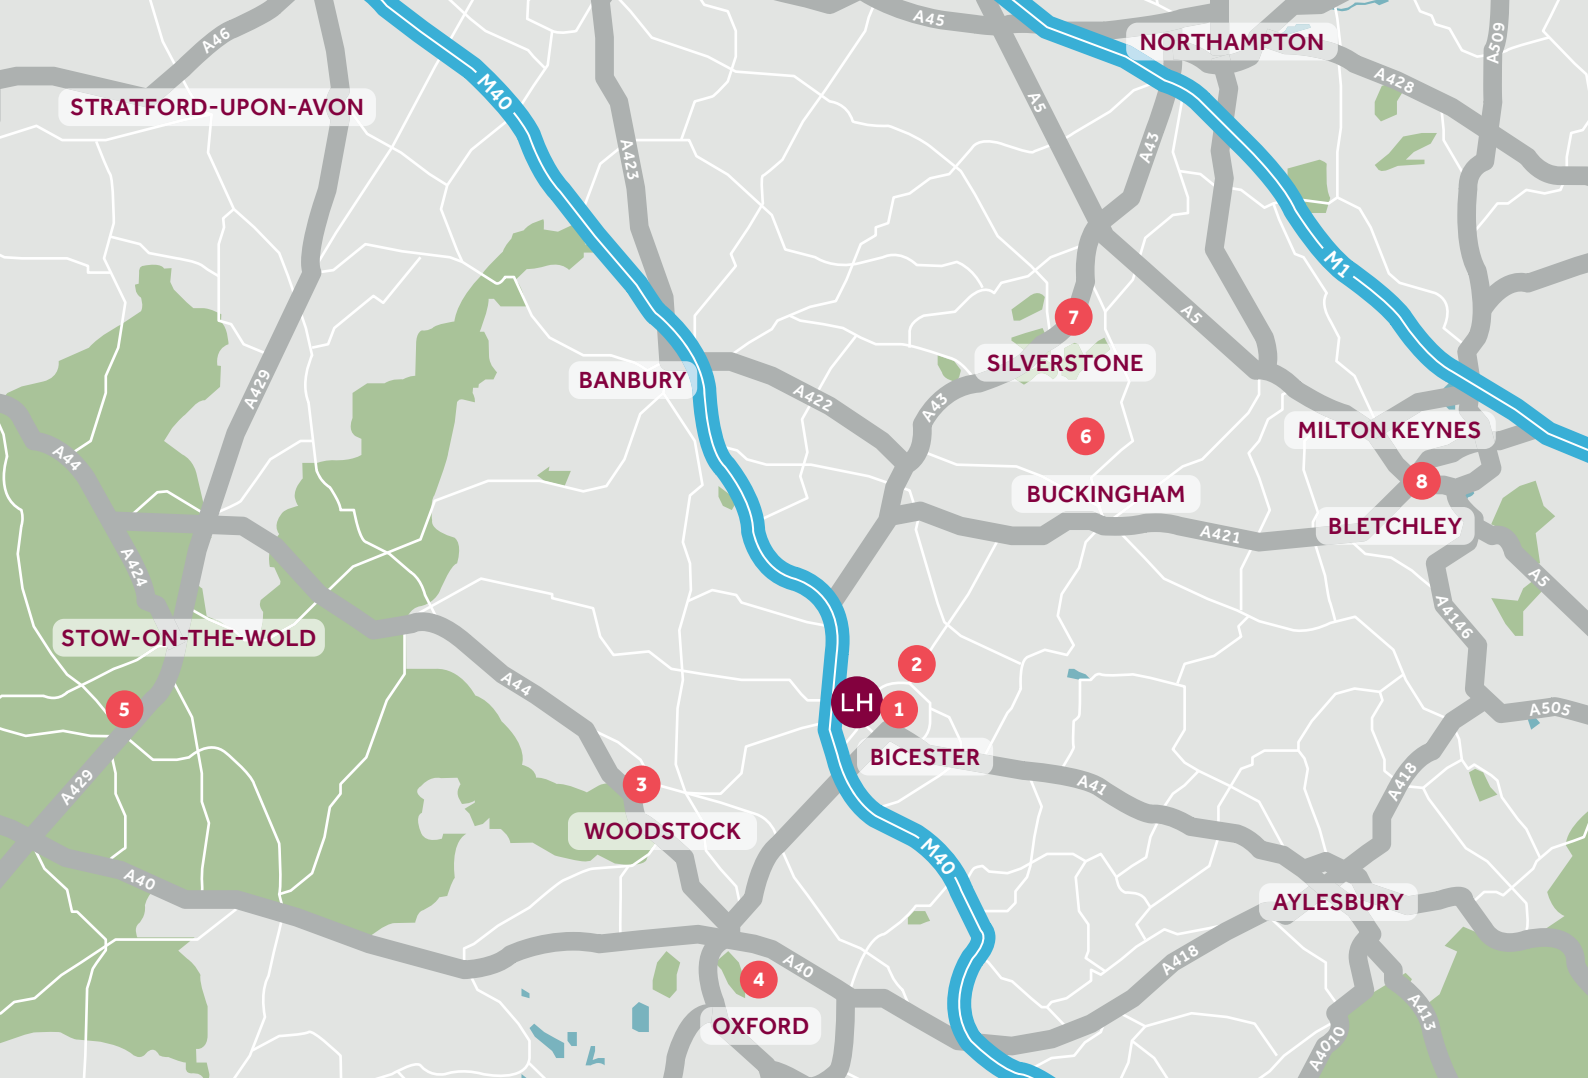 A45
NORTHAMPTON
A509
A46
A428
M40
STRATFORD-UPON-AVON
A5
A43
A423
M1
7
A5
SILVERSTONE
BANBURY
A429
A422
A43
6
MILTON KEYNES
A44
8
BUCKINGHAM
BLETCHLEY
A421
A424
A5
A4146
STOW-ON-THE-WOLD
2
A44
LH
1
5
A505
BICESTER
A429
3
A41
A418
WOODSTOCK
M40
A40
AYLESBURY
A418
A40
4
A413
OXFORD
A4010